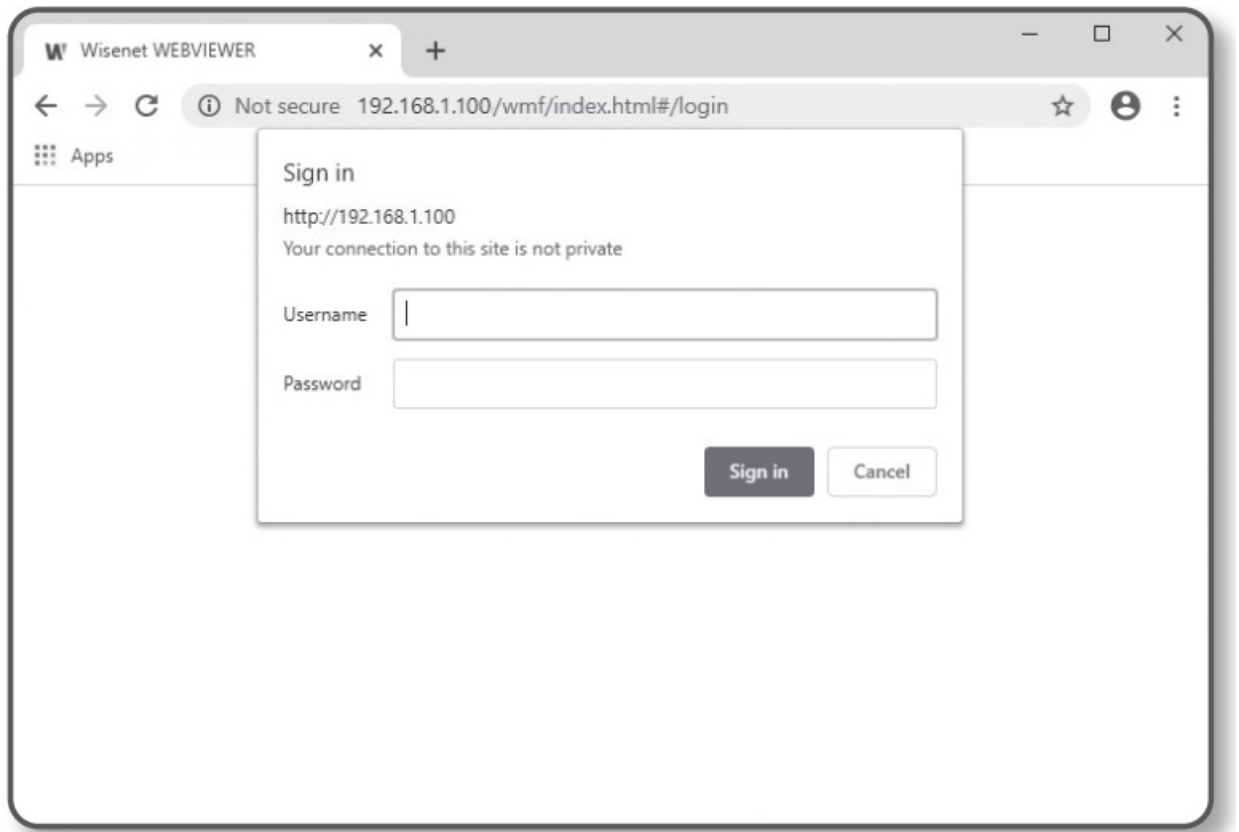 Wisenet WEBVIEWER
Not secure 192.168.1.100/wmf/index.html#/login
Apps
Sign in
http://192.168.1.100
Your connection to this site is not private
Username
Password
Sign in Cancel